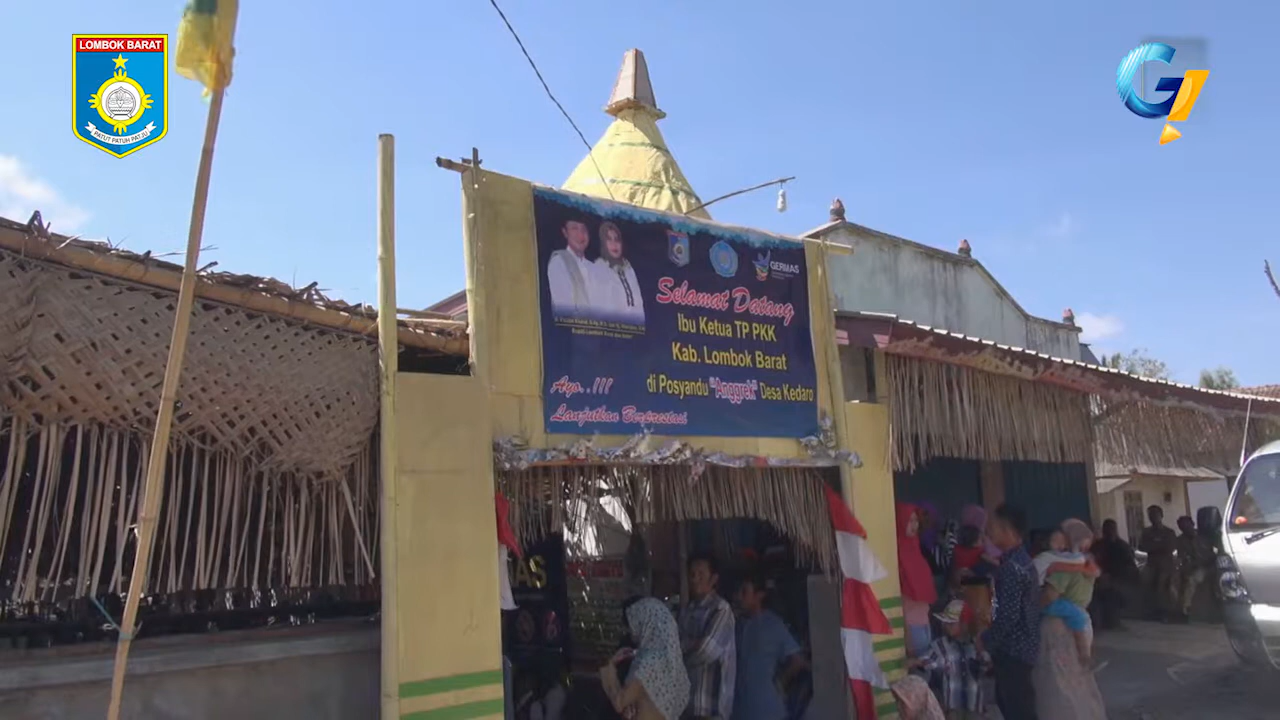 LOMBOK BARAT
PATUT PATUH PATJU
G
GERMAS
Selamat Datang
Ibu Ketua TP PKK
Kab. Lombok Barat
di Posyandu "Anggrek" Desa Kedaro
Ayo..!!!
Lanjutkan Berprestasi